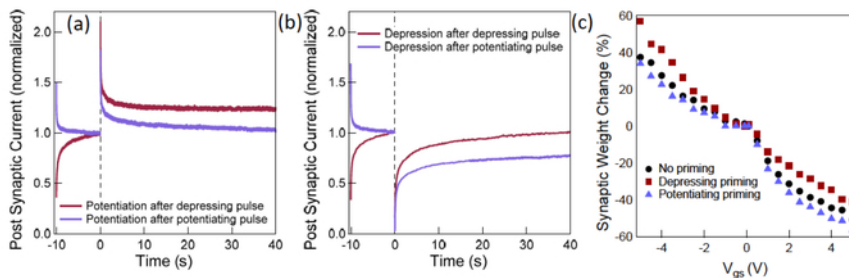 (a)
Post Synaptic Current (normalized)
2.0
1.5
1.0
0.5
0.0
Potentiation after depressing pulse
Potentiation after potentiating pulse
-10 0 10 20 30 40
Time (s)
(b)
Post Synaptic Current (normalized)
2.0
1.5
1.0
0.5
0.0
Depression after depressing pulse
Depression after potentiating pulse
-10 0 10 20 30 40
Time (s)
(c)
Synaptic Weight Change (%)
60
40
20
0
-20
-40
-60
No priming
Depressing priming
Potentiating priming
-4 -2 0 2 4
Vgs (V)